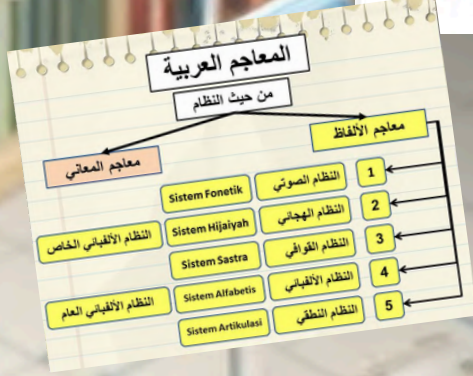 المعاجم العربية
من حيث النظام
معاجم الألفاظ
معاجم المعاني
1 النظام الصوتي Sistem Fonetik
2 النظام الهجائي Sistem Hijaiyah النظام الألفبائي الخاص
3 النظام القوافي Sistem Sastra
4 النظام الألفبائي Sistem Alfabetis النظام الألفبائي العام
5 النظام النطقي Sistem Artikulasi